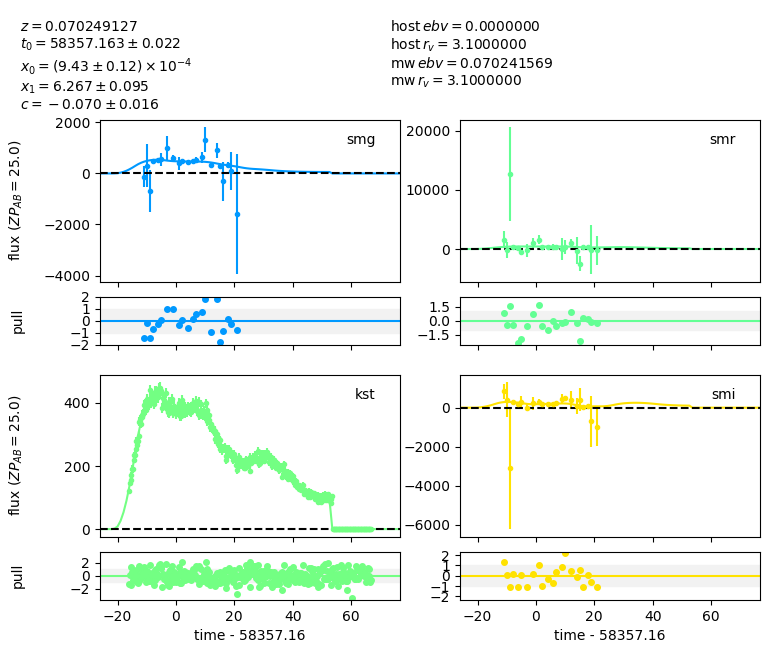 z = 0.070249127
t₀ = 58357.163 ± 0.022
x₀ = (9.43 ± 0.12) × 10⁻⁴
x₁ = 6.267 ± 0.095
c = −0.070 ± 0.016
host ebv = 0.0000000
host r_v = 3.1000000
mw ebv = 0.070241569
mw r_v = 3.1000000
flux (ZP_AB = 25.0)
2000
0
−2000
−4000
smg
20000
10000
0
smr
pull
2
1
0
−1
−2
1.5
0.0
−1.5
flux (ZP_AB = 25.0)
400
200
0
kst
0
−2000
−4000
−6000
smi
pull
2
0
−2
2
1
0
−1
−2
−20 0 20 40 60
time - 58357.16
−20 0 20 40 60
time - 58357.16